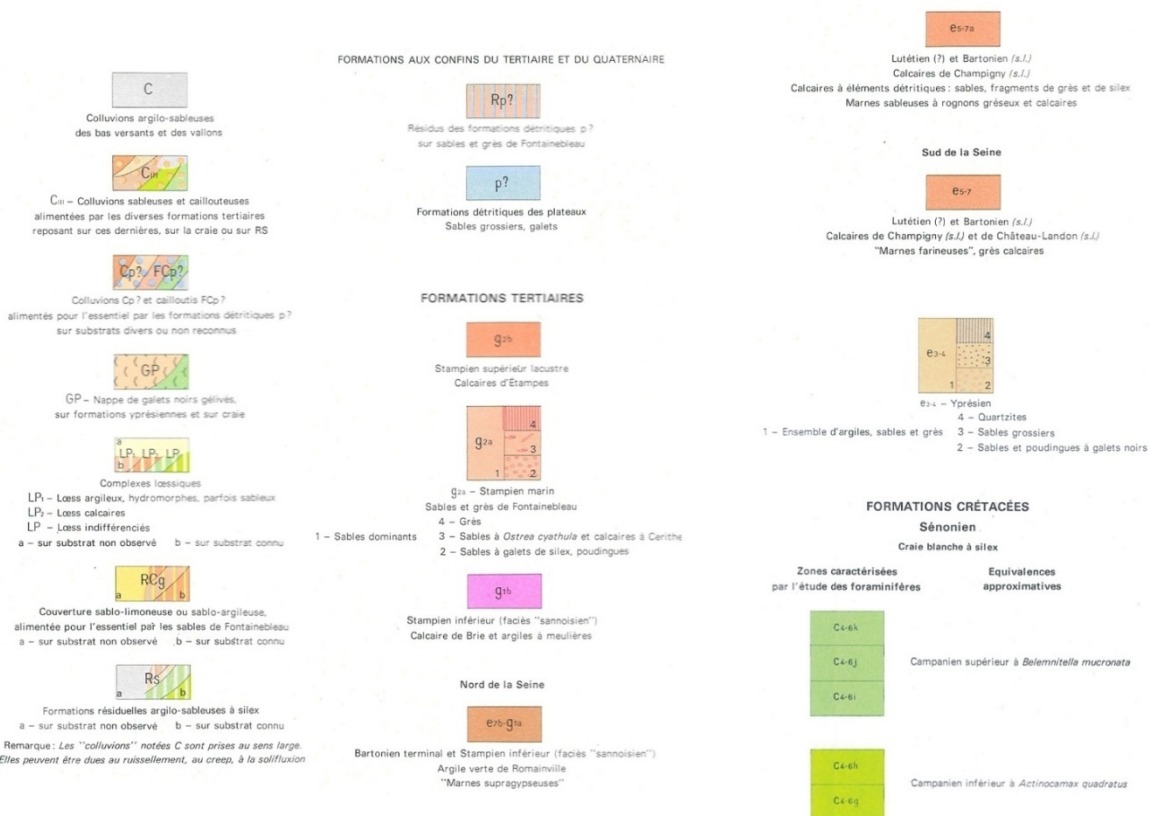 C
Colluvions argilo-sableuses
des bas versants et des vallons
Cm
Cm – Colluvions sableuses et caillouteuses
alimentées par les diverses formations tertiaires
reposant sur ces dernières, sur la craie ou sur RS
Cp? FCp?
Colluvions Cp? et cailloutis FCp?
alimentés pour l'essentiel par les formations détritiques p?
sur substrats divers ou non reconnus
GP
GP – Nappe de galets noirs gélivés,
sur formations yprésiennes et sur craie
a
LP1 LP2 LP
b
Complexes lœssiques
LP1 – Lœss argileux, hydromorphes, parfois sableux
LP2 – Lœss calcaires
LP – Lœss indifférenciés
a – sur substrat non observé b – sur substrat connu
RCg
a b
Couverture sablo-limoneuse ou sablo-argileuse,
alimentée pour l'essentiel par les sables de Fontainebleau
a – sur substrat non observé b – sur substrat connu
Rs
a b
Formations résiduelles argilo-sableuses à silex
a – sur substrat non observé b – sur substrat connu
Remarque : Les "colluvions" notées C sont prises au sens large.
Elles peuvent être dues au ruissellement, au creep, à la solifluxion
FORMATIONS AUX CONFINS DU TERTIAIRE ET DU QUATERNAIRE
Rp?
Résidus des formations détritiques p?
sur sables et grès de Fontainebleau
p?
Formations détritiques des plateaux
Sables grossiers, galets
FORMATIONS TERTIAIRES
g2b
Stampien supérieur lacustre
Calcaires d'Etampes
g2a
4
3
1 2
g2a – Stampien marin
Sables et grès de Fontainebleau
4 – Grès
1 – Sables dominants 3 – Sables à Ostrea cyathula et calcaires à Cerithe
2 – Sables à galets de silex, poudingues
g1b
Stampien inférieur (faciès "sannoisien")
Calcaire de Brie et argiles à meulières
Nord de la Seine
e7b-g1a
Bartonien terminal et Stampien inférieur (faciès "sannoisien")
Argile verte de Romainville
"Marnes supragypseuses"
e5-7a
Lutétien (?) et Bartonien (s.l.)
Calcaires de Champigny (s.l.)
Calcaires à éléments détritiques : sables, fragments de grès et de silex
Marnes sableuses à rognons gréseux et calcaires
Sud de la Seine
e5-7
Lutétien (?) et Bartonien (s.l.)
Calcaires de Champigny (s.l.) et de Château-Landon (s.l.)
"Marnes farineuses", grès calcaires
e3-4
4
3
1 2
e3-4 – Yprésien
4 – Quartzites
1 – Ensemble d'argiles, sables et grès 3 – Sables grossiers
2 – Sables et poudingues à galets noirs
FORMATIONS CRÉTACÉES
Sénonien
Craie blanche à silex
Zones caractérisées Equivalences
par l'étude des foraminifères approximatives
C4-6k
C4-6j Campanien supérieur à Belemnitella mucronata
C4-6i
C4-6h
Campanien inférieur à Actinocamax quadratus
C4-6g